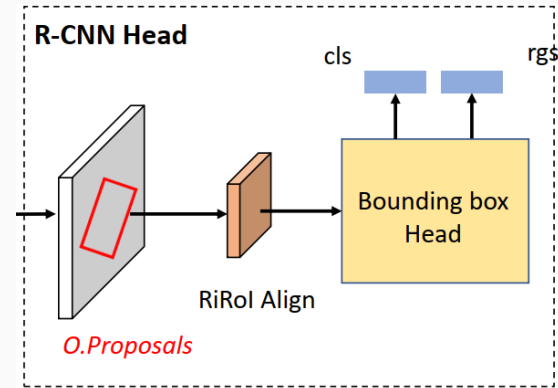 R-CNN Head
cls
rgs
Bounding box
Head
RiRoI Align
O.Proposals